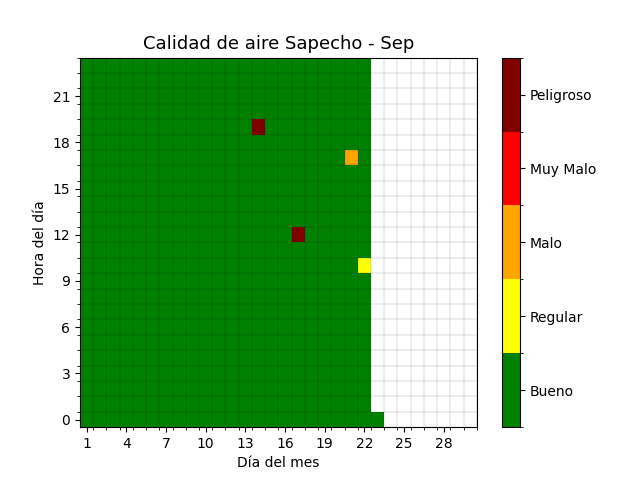 Calidad de aire Sapecho - Sep
Hora del día
21
18
15
12
9
6
3
0
1 4 7 10 13 16 19 22 25 28
Día del mes
Peligroso
Muy Malo
Malo
Regular
Bueno